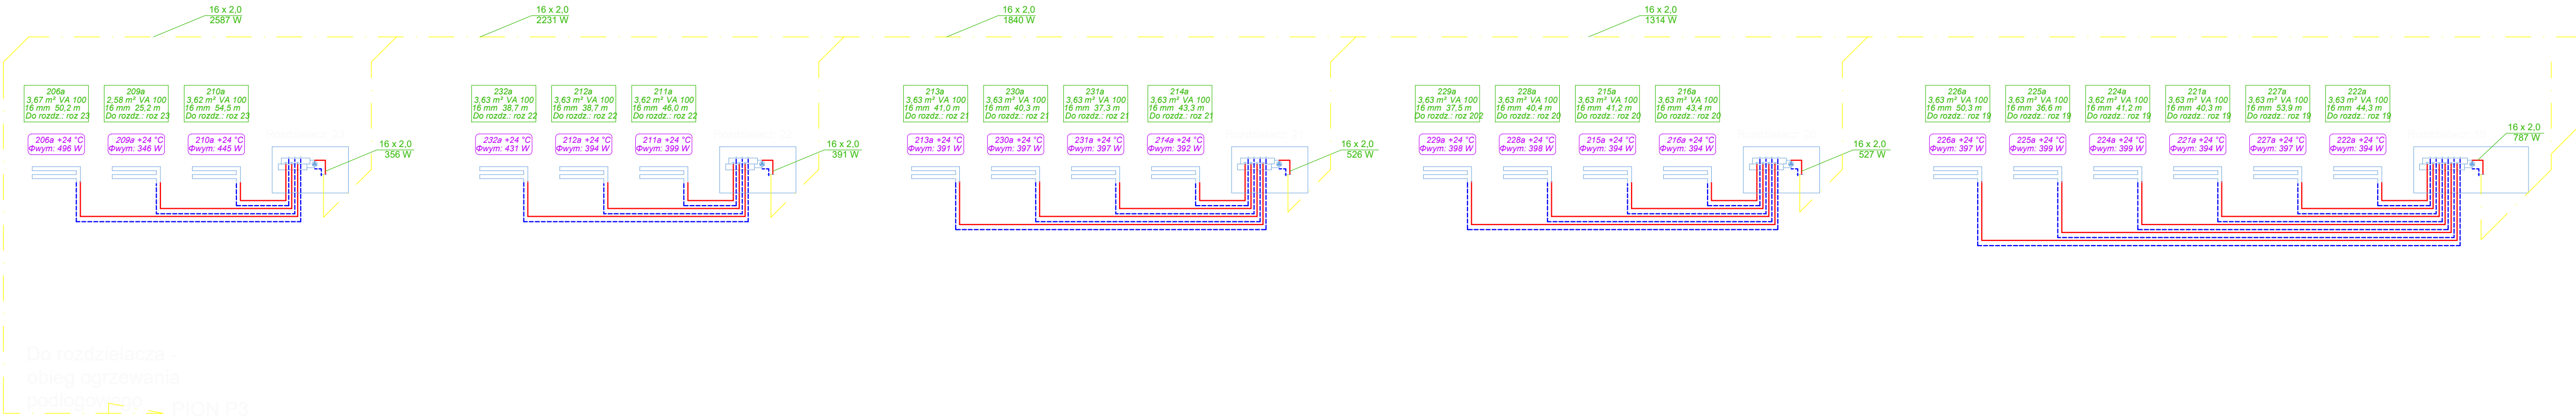 16 x 2,0
2587 W
16 x 2,0
2231 W
16 x 2,0
1840 W
16 x 2,0
1314 W
206a
3,67 m² VA 100
16 mm 50,2 m
Do rozdz.: roz 23
209a
2,58 m² VA 100
16 mm 25,2 m
Do rozdz.: roz 23
210a
3,62 m² VA 100
16 mm 54,5 m
Do rozdz.: roz 23
206a +24 °C
Φwym: 496 W
209a +24 °C
Φwym: 346 W
210a +24 °C
Φwym: 445 W
16 x 2,0
356 W
232a
3,63 m² VA 100
16 mm 38,7 m
Do rozdz.: roz 22
212a
3,63 m² VA 100
16 mm 38,7 m
Do rozdz.: roz 22
211a
3,62 m² VA 100
16 mm 46,0 m
Do rozdz.: roz 22
232a +24 °C
Φwym: 431 W
212a +24 °C
Φwym: 394 W
211a +24 °C
Φwym: 399 W
16 x 2,0
391 W
213a
3,63 m² VA 100
16 mm 41,0 m
Do rozdz.: roz 21
230a
3,63 m² VA 100
16 mm 40,3 m
Do rozdz.: roz 21
231a
3,63 m² VA 100
16 mm 37,3 m
Do rozdz.: roz 21
214a
3,63 m² VA 100
16 mm 43,3 m
Do rozdz.: roz 21
213a +24 °C
Φwym: 391 W
230a +24 °C
Φwym: 397 W
231a +24 °C
Φwym: 397 W
214a +24 °C
Φwym: 392 W
16 x 2,0
526 W
229a
3,63 m² VA 100
16 mm 37,5 m
Do rozdz.: roz 202
228a
3,63 m² VA 100
16 mm 40,4 m
Do rozdz.: roz 20
215a
3,63 m² VA 100
16 mm 41,2 m
Do rozdz.: roz 20
216a
3,63 m² VA 100
16 mm 43,4 m
Do rozdz.: roz 20
229a +24 °C
Φwym: 398 W
228a +24 °C
Φwym: 398 W
215a +24 °C
Φwym: 394 W
216a +24 °C
Φwym: 394 W
16 x 2,0
527 W
226a
3,63 m² VA 100
16 mm 50,3 m
Do rozdz.: roz 19
225a
3,63 m² VA 100
16 mm 36,6 m
Do rozdz.: roz 19
224a
3,62 m² VA 100
16 mm 41,2 m
Do rozdz.: roz 19
221a
3,63 m² VA 100
16 mm 40,3 m
Do rozdz.: roz 19
227a
3,63 m² VA 100
16 mm 53,9 m
Do rozdz.: roz 19
222a
3,63 m² VA 100
16 mm 44,3 m
Do rozdz.: roz 19
226a +24 °C
Φwym: 397 W
225a +24 °C
Φwym: 399 W
224a +24 °C
Φwym: 399 W
221a +24 °C
Φwym: 394 W
227a +24 °C
Φwym: 397 W
222a +24 °C
Φwym: 394 W
16 x 2,0
787 W
Do rozdzielacza -
obieg ogrzewania
podłogowego
PION P3